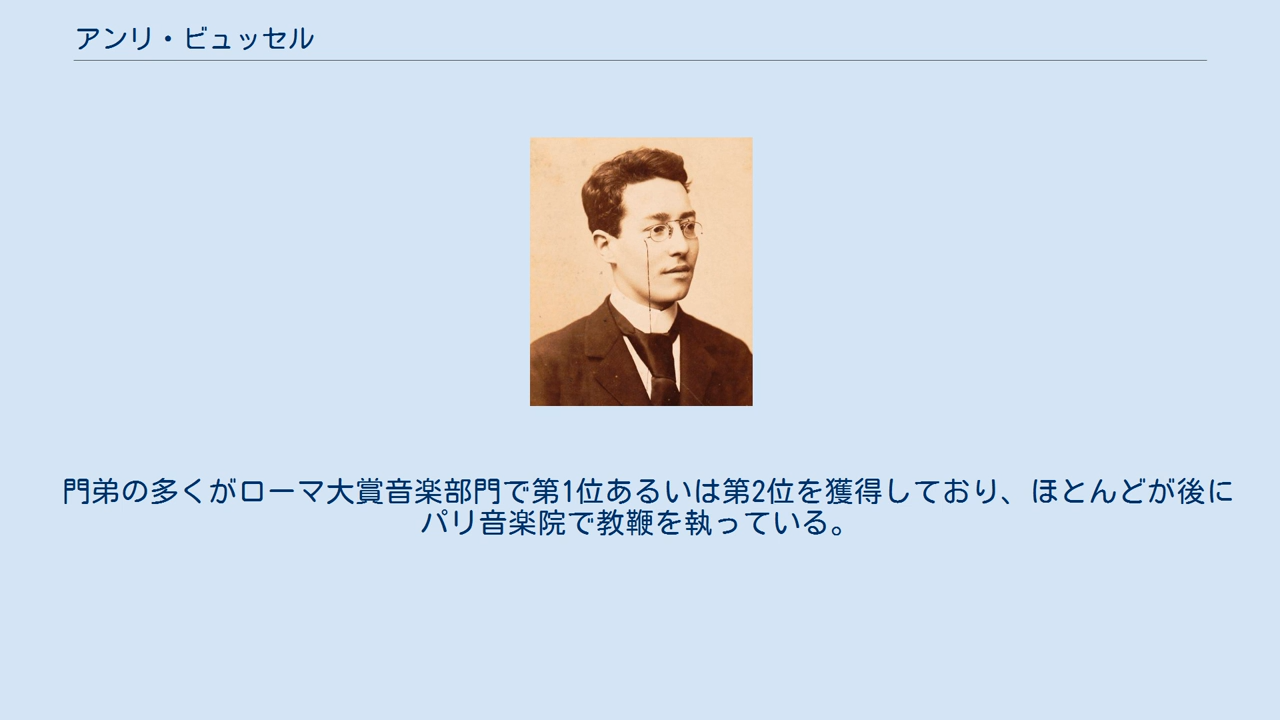 アンリ・ビュッセル
門弟の多くがローマ大賞音楽部門で第1位あるいは第2位を獲得しており、ほとんどが後に
パリ音楽院で教鞭を執っている。